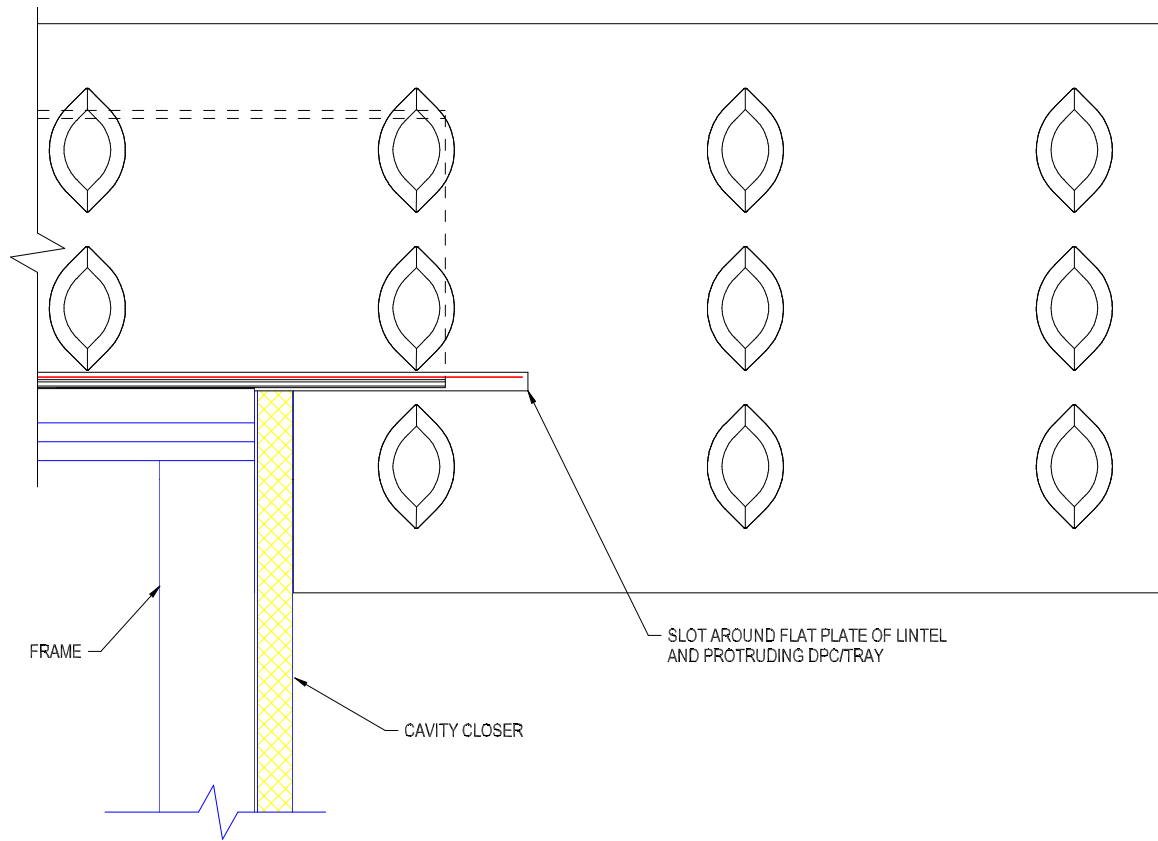 FRAME
SLOT AROUND FLAT PLATE OF LINTEL
AND PROTRUDING DPC/TRAY
CAVITY CLOSER